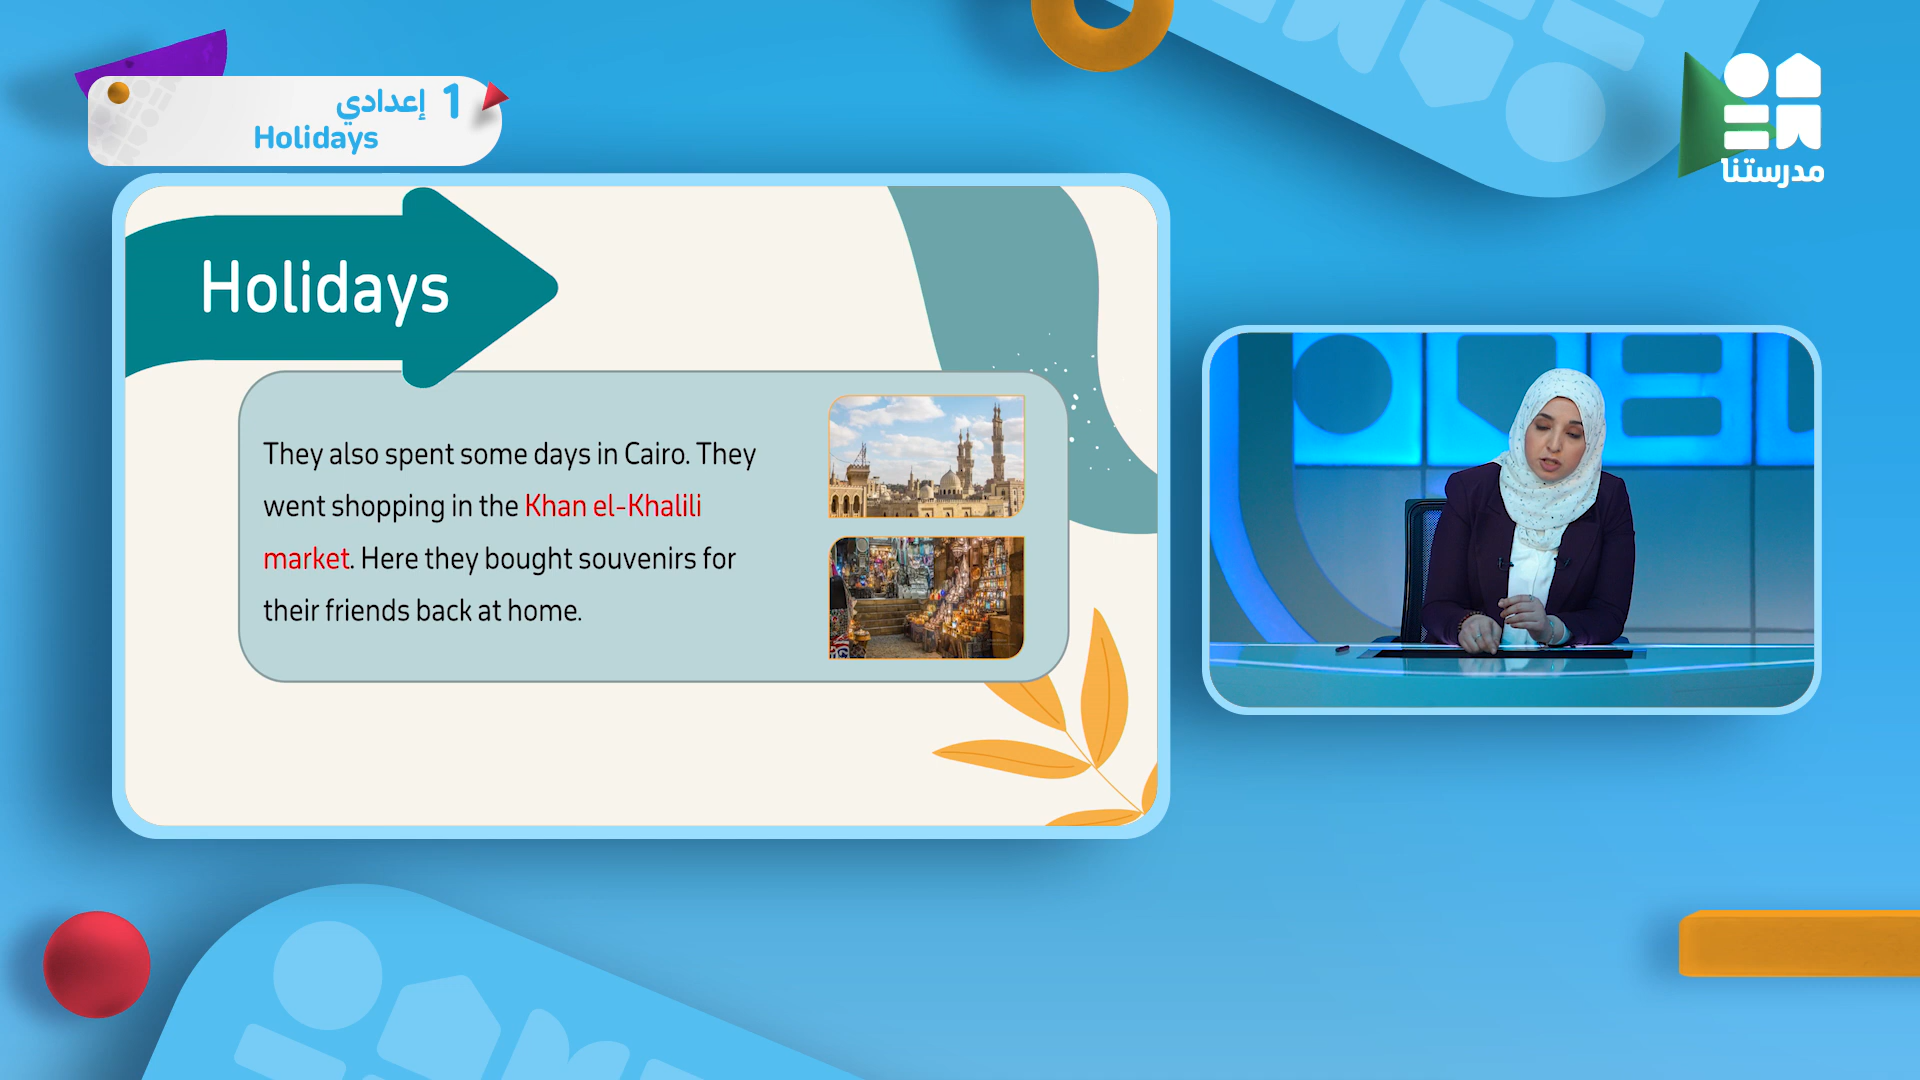 1 إعدادي
Holidays
مدرستنا
Holidays
They also spent some days in Cairo. They
went shopping in the Khan el-Khalili
market. Here they bought souvenirs for
their friends back at home.